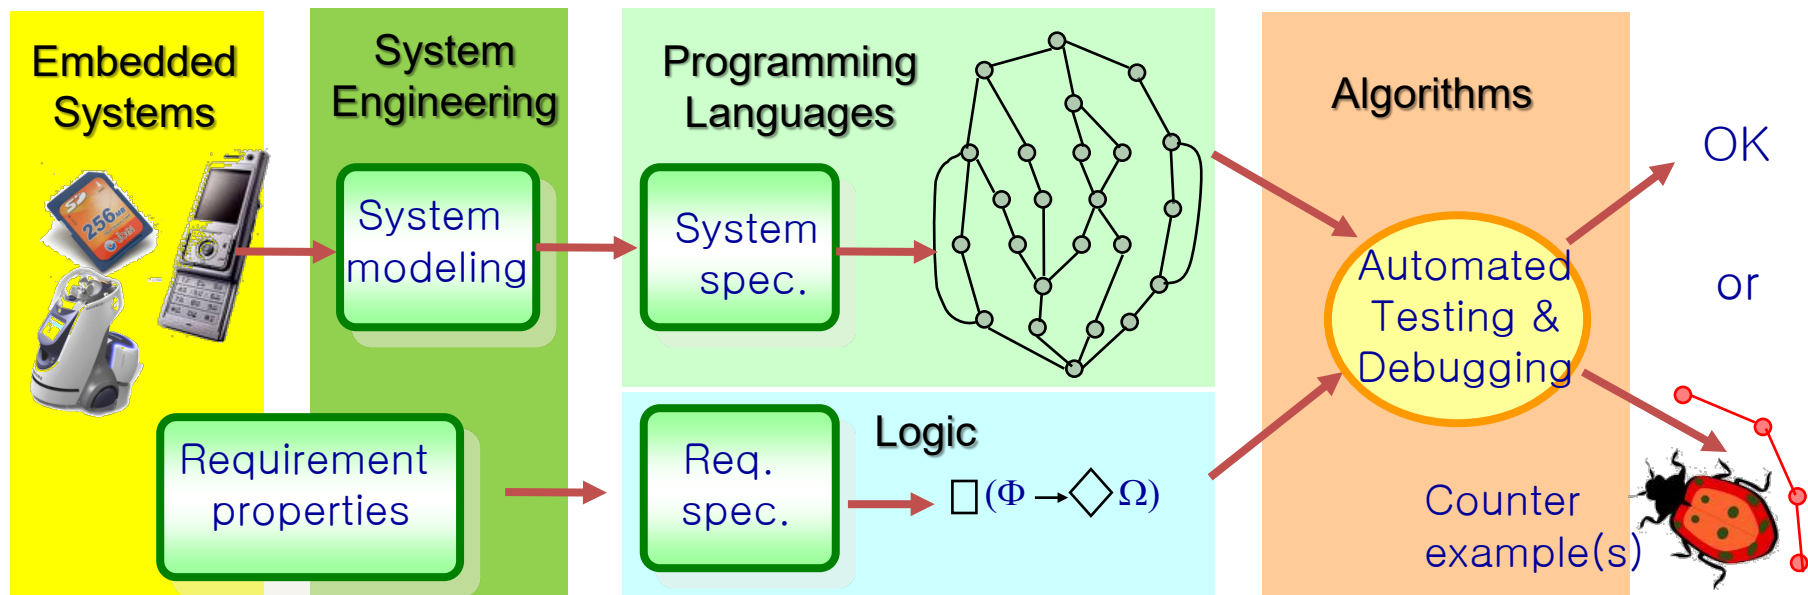 Embedded
Systems
256MB
System
Engineering
System
modeling
Requirement
properties
Programming
Languages
System
spec.
Req.
spec.
Logic
□(Φ→◇Ω)
Algorithms
Automated
Testing &
Debugging
OK
or
Counter
example(s)